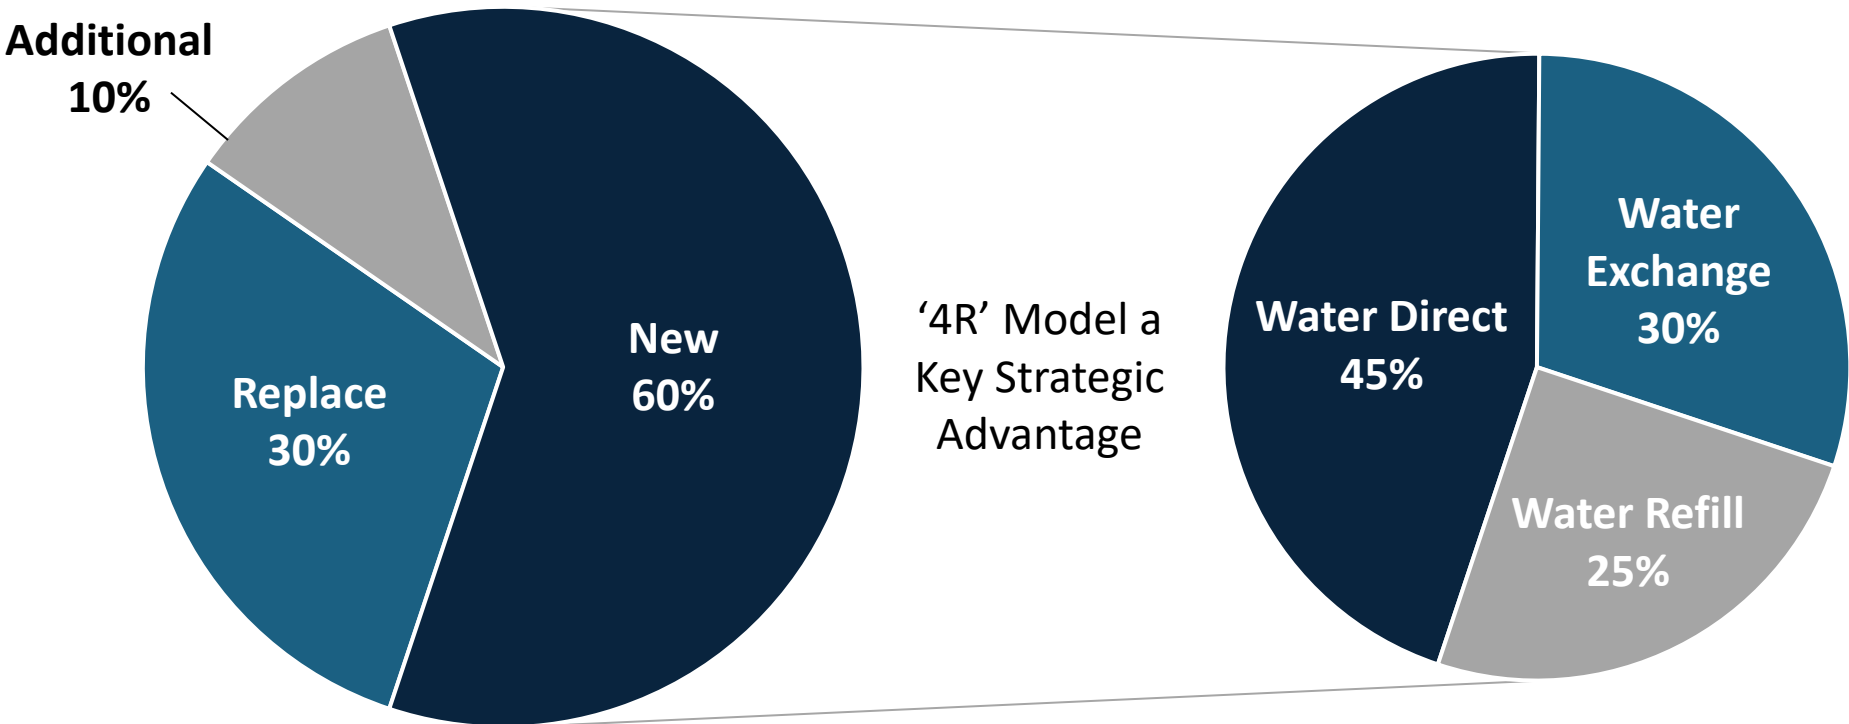 Additional
10%
New
60%
Replace
30%
‘4R’ Model a
Key Strategic
Advantage
Water Direct
45%
Water
Exchange
30%
Water Refill
25%